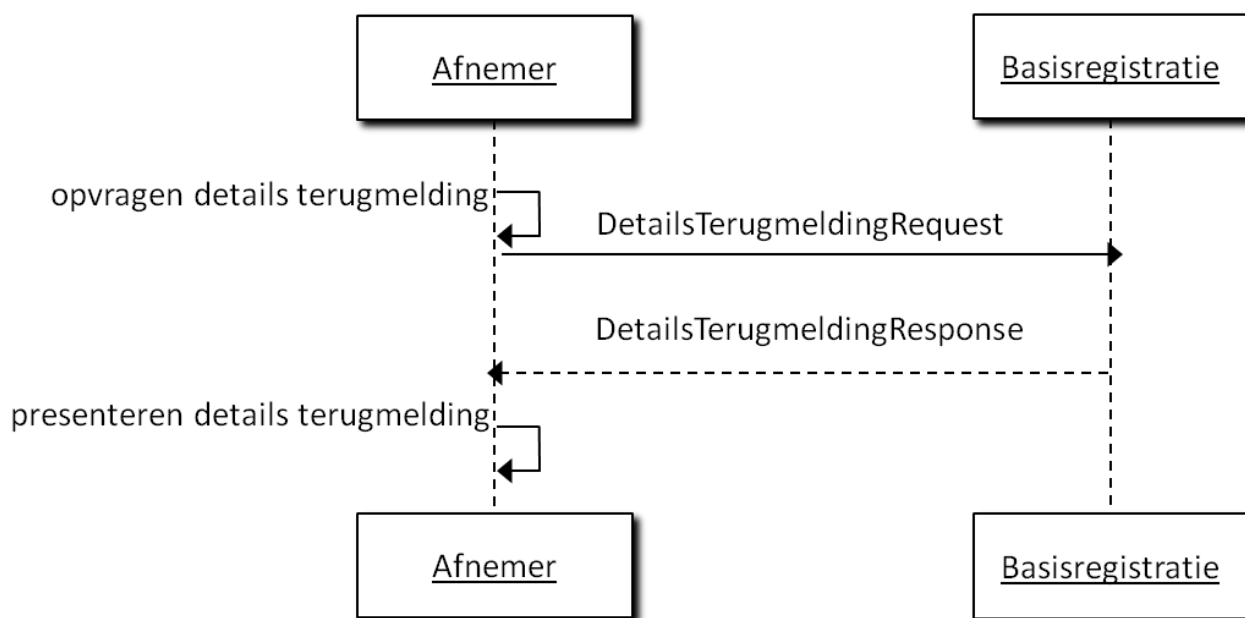 Afnemer
Basisregistratie
opvragen details terugmelding
DetailsTerugmeldingRequest
DetailsTerugmeldingResponse
presenteren details terugmelding
Afnemer
Basisregistratie